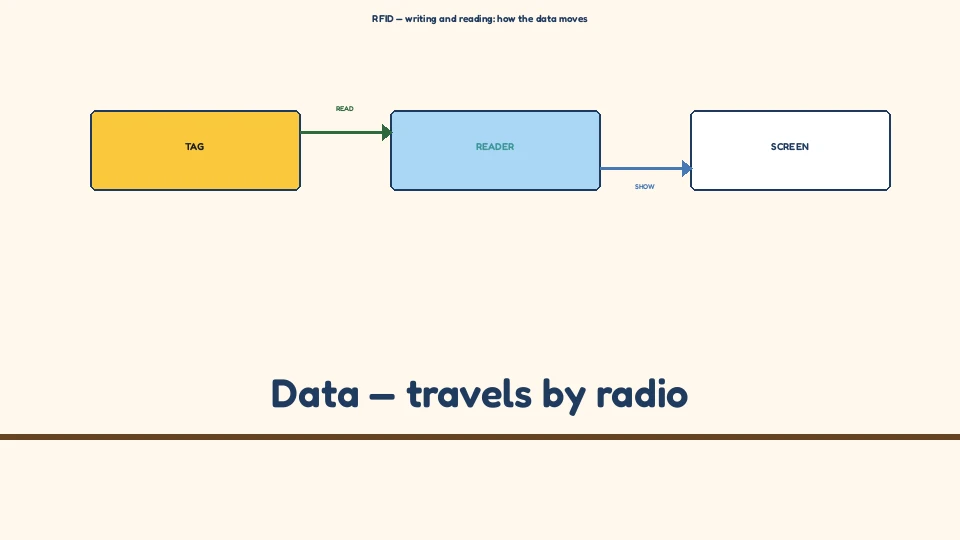 RFID — writing and reading: how the data moves
READ
TAG
READER
SCREEN
SHOW
Data — travels by radio